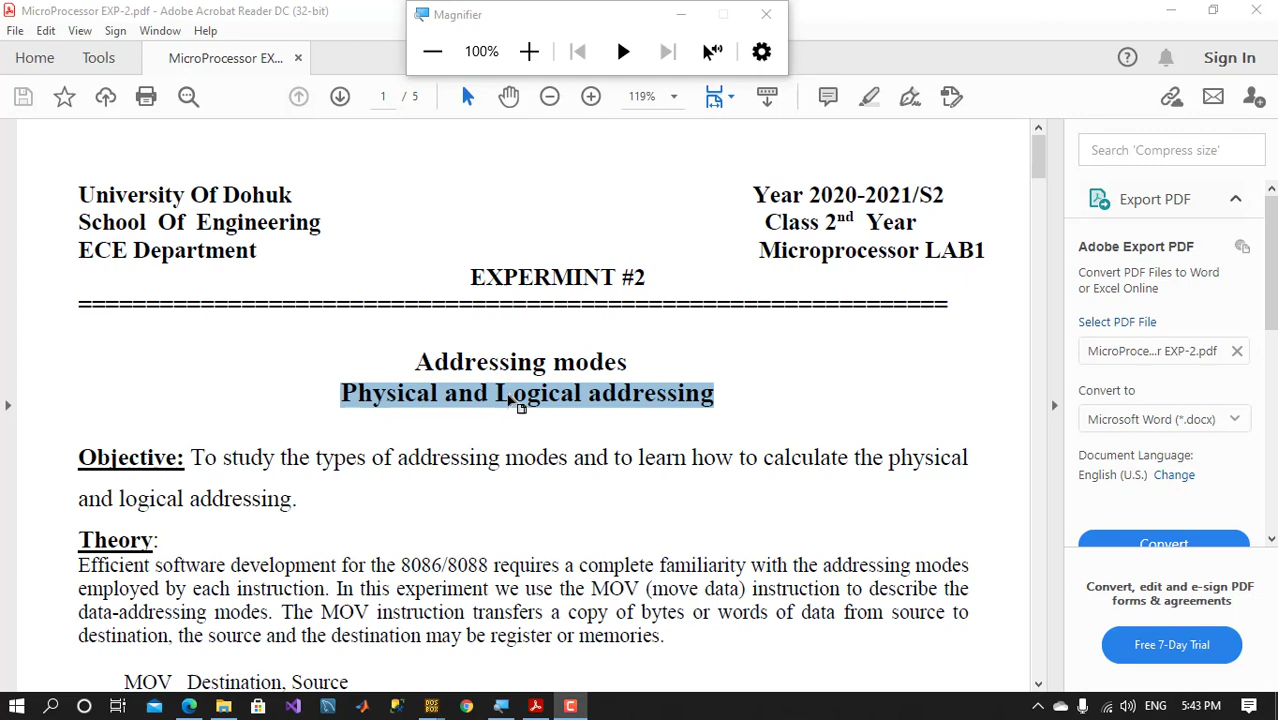 MicroProcessor EXP-2.pdf - Adobe Acrobat Reader DC (32-bit)
Magnifier
File Edit View Sign Window Help
100%
Home Tools MicroProcessor EX... Sign In
1 / 5 119%
University Of Dohuk Year 2020-2021/S2
School Of Engineering Class 2nd Year
ECE Department Microprocessor LAB1
EXPERMINT #2
================================================================
Addressing modes
Physical and Logical addressing
Objective: To study the types of addressing modes and to learn how to calculate the physical
and logical addressing.
Theory:
Efficient software development for the 8086/8088 requires a complete familiarity with the addressing modes
employed by each instruction. In this experiment we use the MOV (move data) instruction to describe the
data-addressing modes. The MOV instruction transfers a copy of bytes or words of data from source to
destination, the source and the destination may be register or memories.
MOV Destination, Source
Search 'Compress size'
Export PDF
Adobe Export PDF
Convert PDF Files to Word
or Excel Online
Select PDF File
MicroProce...r EXP-2.pdf
Convert to
Microsoft Word (*.docx)
Document Language:
English (U.S.) Change
Convert
Convert, edit and e-sign PDF
forms & agreements
Free 7-Day Trial
ENG 5:43 PM